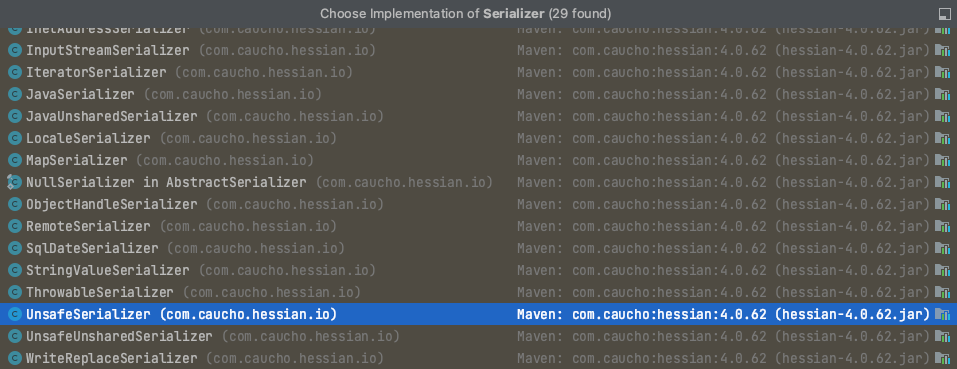 Choose Implementation of Serializer (29 found)
InetAddressSerializer (com.caucho.hessian.io) Maven: com.caucho:hessian:4.0.62 (hessian-4.0.62.jar)
InputStreamSerializer (com.caucho.hessian.io) Maven: com.caucho:hessian:4.0.62 (hessian-4.0.62.jar)
IteratorSerializer (com.caucho.hessian.io) Maven: com.caucho:hessian:4.0.62 (hessian-4.0.62.jar)
JavaSerializer (com.caucho.hessian.io) Maven: com.caucho:hessian:4.0.62 (hessian-4.0.62.jar)
JavaUnsharedSerializer (com.caucho.hessian.io) Maven: com.caucho:hessian:4.0.62 (hessian-4.0.62.jar)
LocaleSerializer (com.caucho.hessian.io) Maven: com.caucho:hessian:4.0.62 (hessian-4.0.62.jar)
MapSerializer (com.caucho.hessian.io) Maven: com.caucho:hessian:4.0.62 (hessian-4.0.62.jar)
NullSerializer in AbstractSerializer (com.caucho.hessian.io) Maven: com.caucho:hessian:4.0.62 (hessian-4.0.62.jar)
ObjectHandleSerializer (com.caucho.hessian.io) Maven: com.caucho:hessian:4.0.62 (hessian-4.0.62.jar)
RemoteSerializer (com.caucho.hessian.io) Maven: com.caucho:hessian:4.0.62 (hessian-4.0.62.jar)
SqlDateSerializer (com.caucho.hessian.io) Maven: com.caucho:hessian:4.0.62 (hessian-4.0.62.jar)
StringValueSerializer (com.caucho.hessian.io) Maven: com.caucho:hessian:4.0.62 (hessian-4.0.62.jar)
ThrowableSerializer (com.caucho.hessian.io) Maven: com.caucho:hessian:4.0.62 (hessian-4.0.62.jar)
UnsafeSerializer (com.caucho.hessian.io) Maven: com.caucho:hessian:4.0.62 (hessian-4.0.62.jar)
UnsafeUnsharedSerializer (com.caucho.hessian.io) Maven: com.caucho:hessian:4.0.62 (hessian-4.0.62.jar)
WriteReplaceSerializer (com.caucho.hessian.io) Maven: com.caucho:hessian:4.0.62 (hessian-4.0.62.jar)